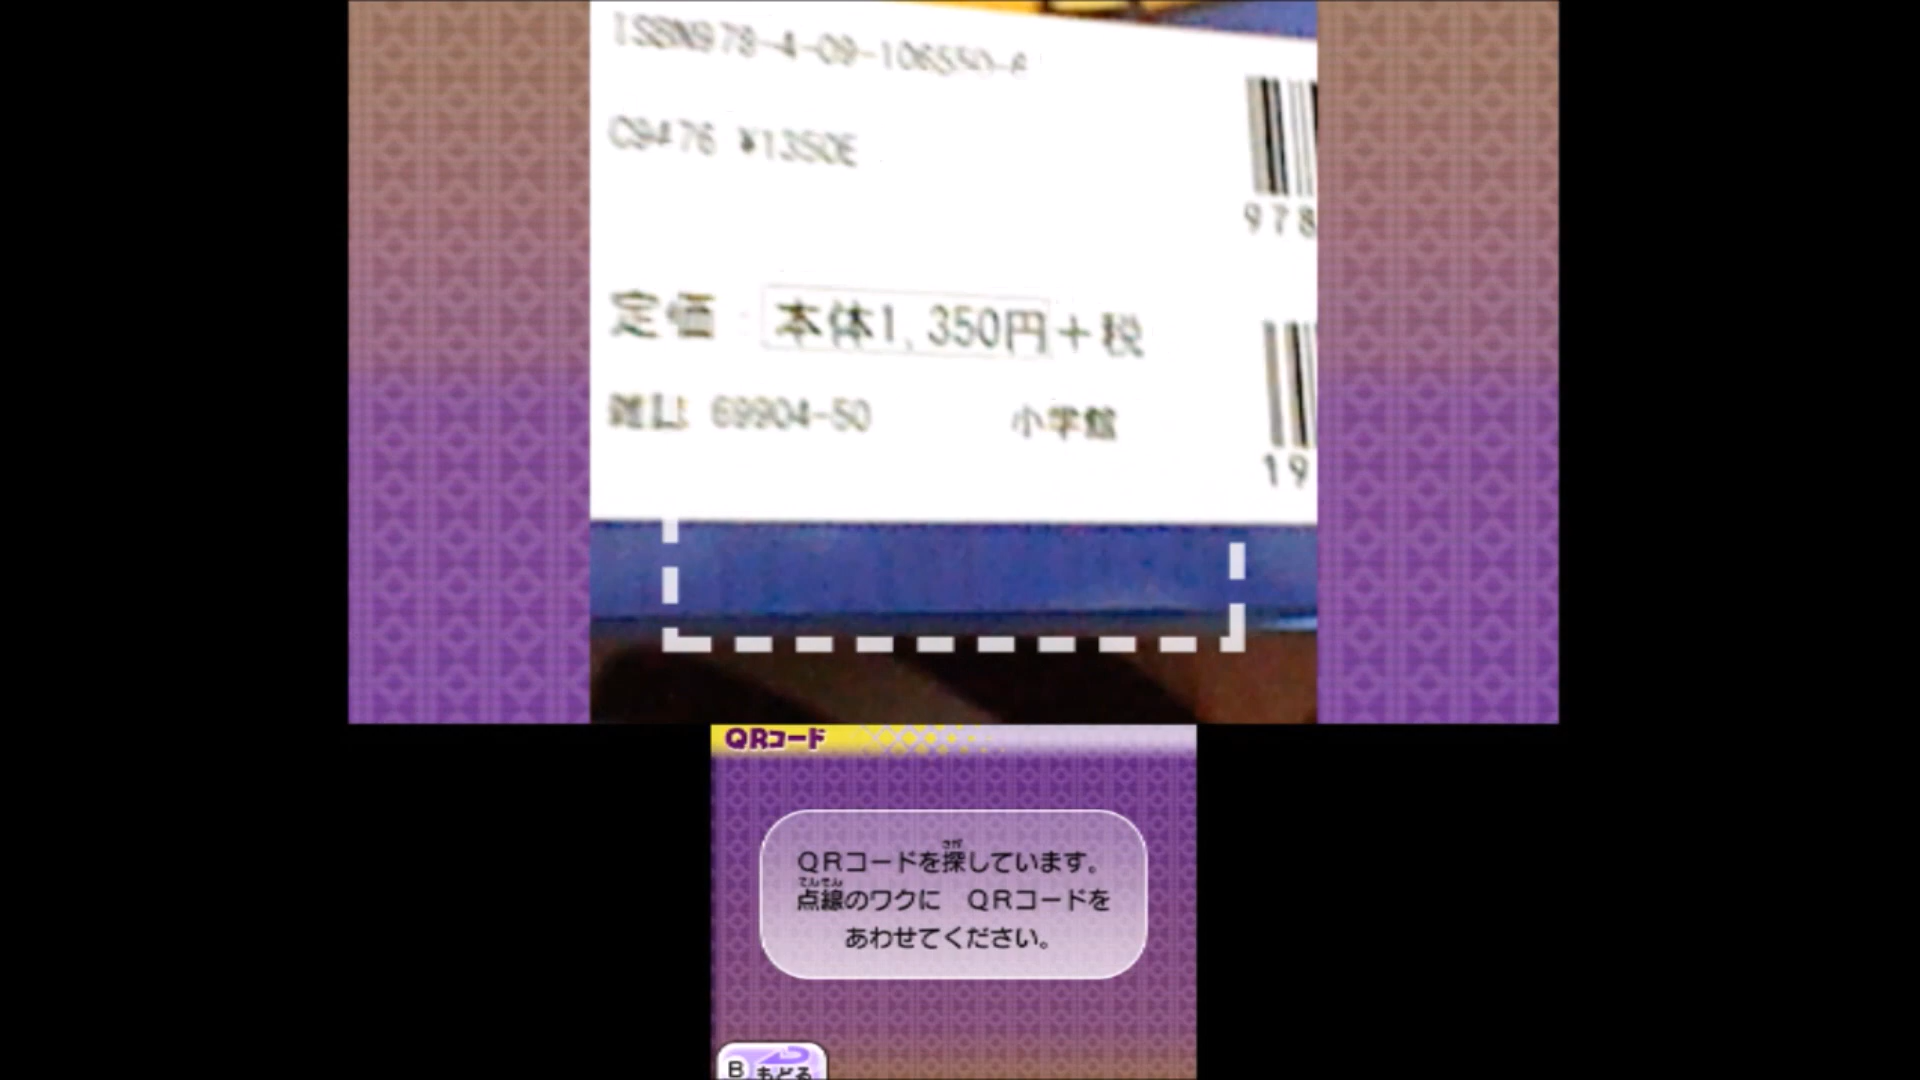 ISBN978-4-09-106550-
C9476 ¥1350E
978
定価 本体1,350円+税
雑誌 69904-50 小学館
19
QRコード
QRコードを探しています。
点線のワクに QRコードを
あわせてください。
B もどる